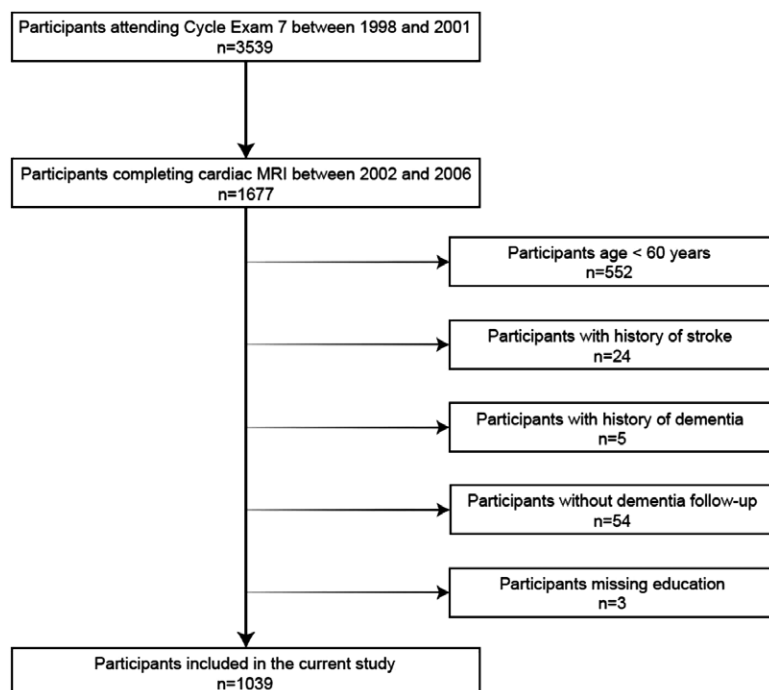 Participants attending Cycle Exam 7 between 1998 and 2001
n=3539
Participants completing cardiac MRI between 2002 and 2006
n=1677
Participants age < 60 years
n=552
Participants with history of stroke
n=24
Participants with history of dementia
n=5
Participants without dementia follow-up
n=54
Participants missing education
n=3
Participants included in the current study
n=1039